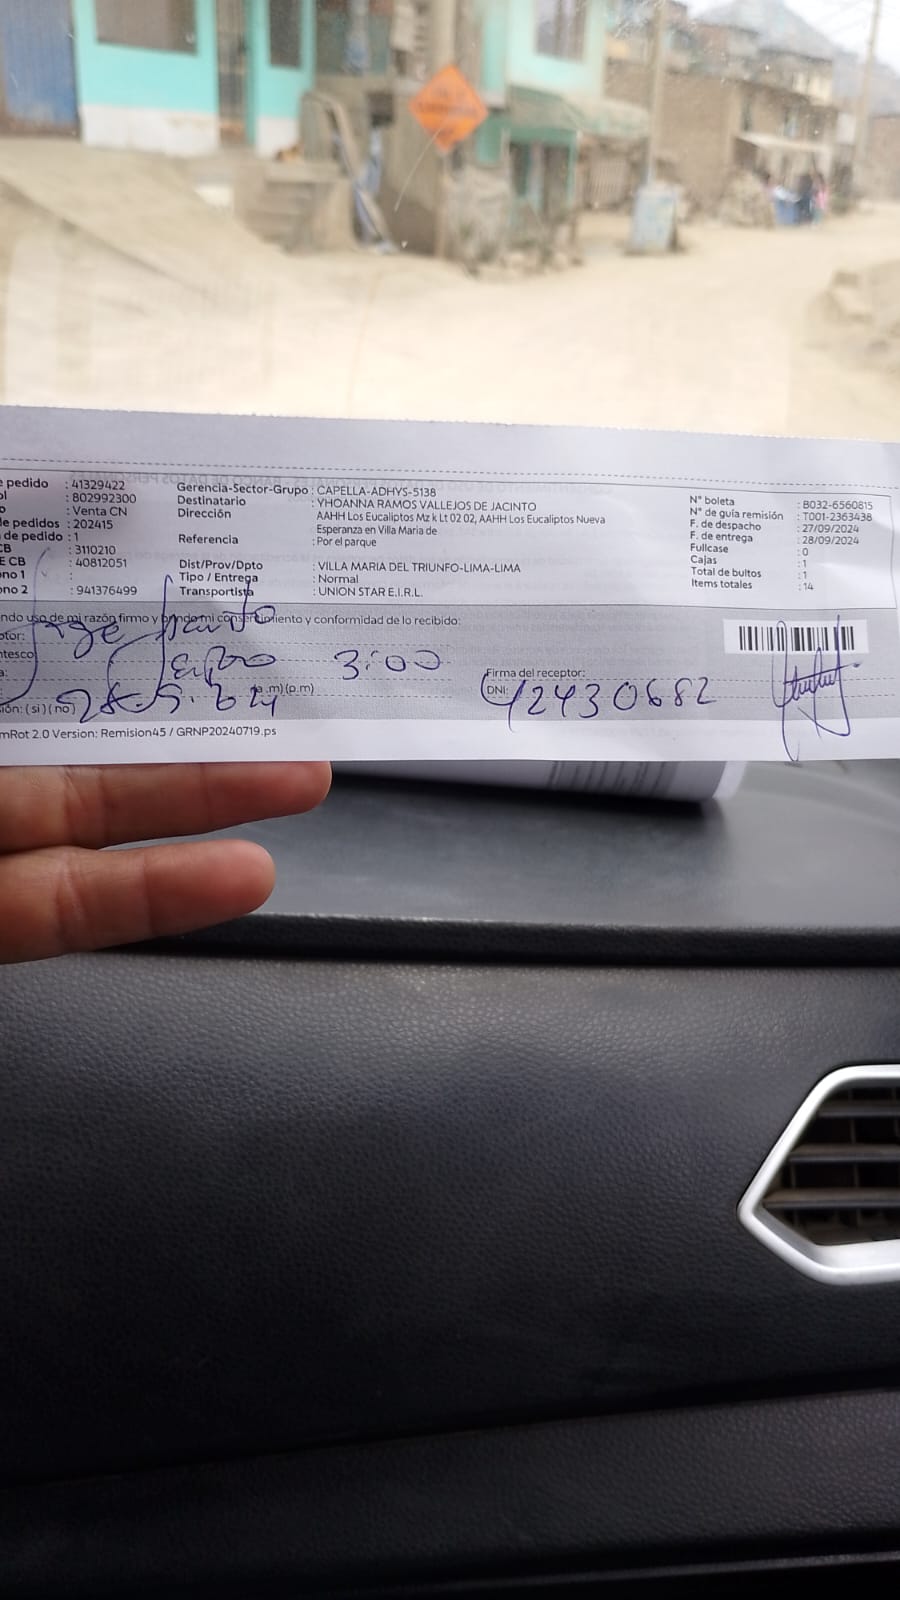 e pedido : 41329422
ol : 802992300
o : Venta CN
de pedidos : 202415
de pedido : 1
CB : 3110210
E CB : 40812051
ono 1 :
ono 2 : 941376499
Gerencia-Sector-Grupo : CAPELLA-ADHYS-5138
Destinatario : YHOANNA RAMOS VALLEJOS DE JACINTO
Dirección : AAHH Los Eucaliptos Mz k Lt 02 02, AAHH Los Eucaliptos Nueva
Esperanza en Villa Maria de
Referencia : Por el parque
Dist/Prov/Dpto : VILLA MARIA DEL TRIUNFO-LIMA-LIMA
Tipo / Entrega : Normal
Transportista : UNION STAR E.I.R.L.
N° boleta : B032-6560815
N° de guía remisión : T001-2363438
F. de despacho : 27/09/2024
F. de entrega : 28/09/2024
Fullcase : 0
Cajas : 1
Total de bultos : 1
Items totales : 14
ndo uso de mi razón firmo y brindo mi consentimiento y conformidad de lo recibido:
ptor:
ntesco
a: 3:00
(a.m)(p.m)
sión: (si) (no)
Firma del receptor:
DNI: 42430682
mRot 2.0 Version: Remision45 / GRNP20240719.ps